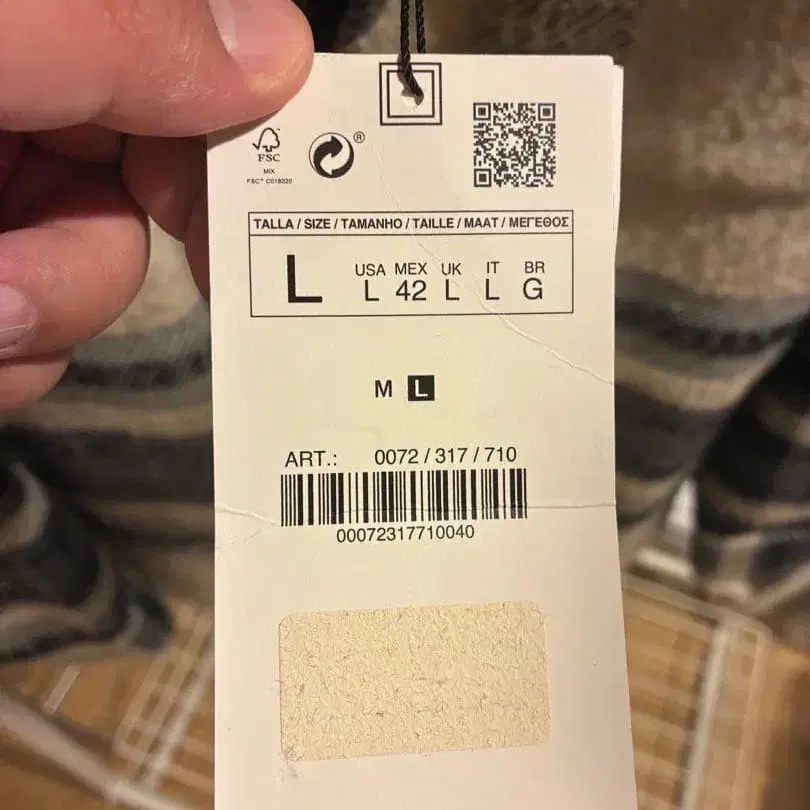 FSC
MIX
FSC™ C018020
®
TALLA / SIZE / TAMANHO / TAILLE / MAAT / ΜΕΓΕΘΟΣ
L
USA MEX UK IT BR
L 42 L L G
M L
ART.: 0072 / 317 / 710
00072317710040